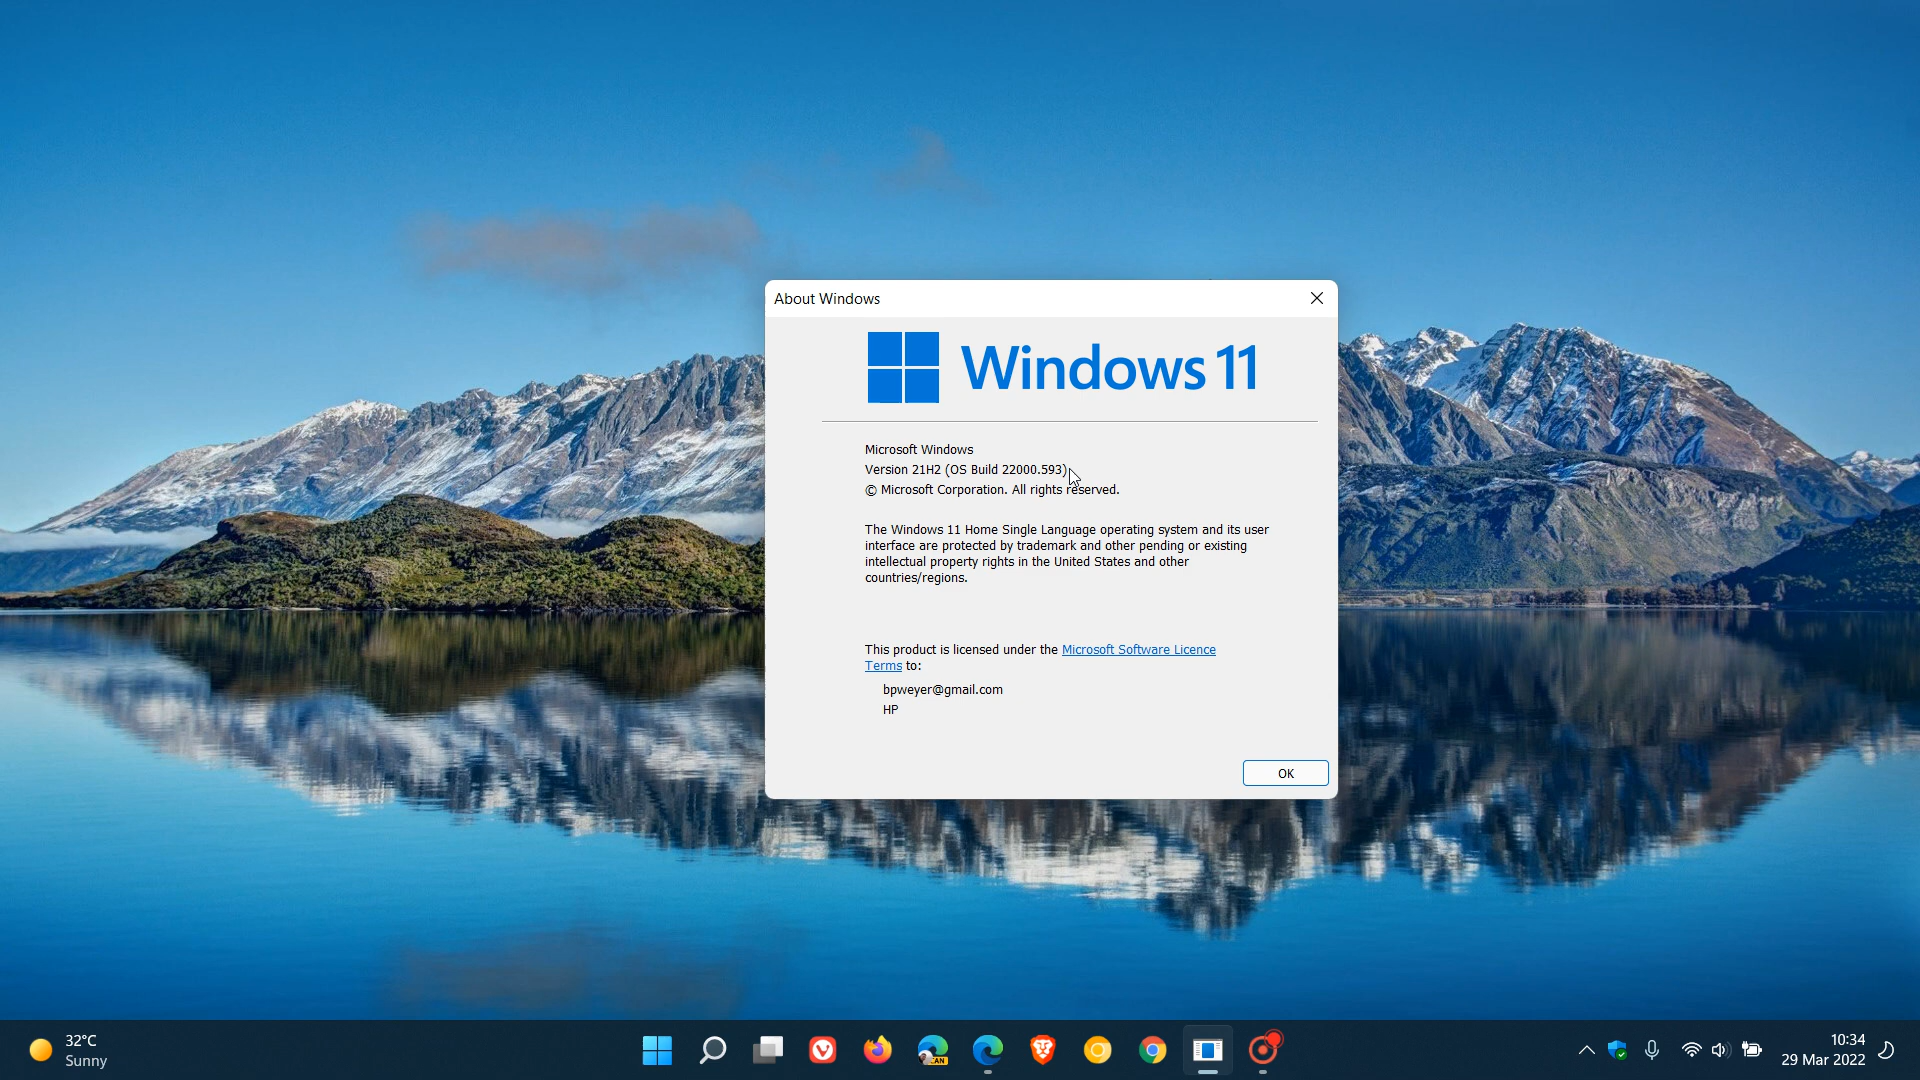 About Windows
Windows 11
Microsoft Windows
Version 21H2 (OS Build 22000.593)
© Microsoft Corporation. All rights reserved.
The Windows 11 Home Single Language operating system and its user
interface are protected by trademark and other pending or existing
intellectual property rights in the United States and other
countries/regions.
This product is licensed under the Microsoft Software Licence
Terms to:
bpweyer@gmail.com
HP
OK
32°C
Sunny
CAN
10:34
29 Mar 2022